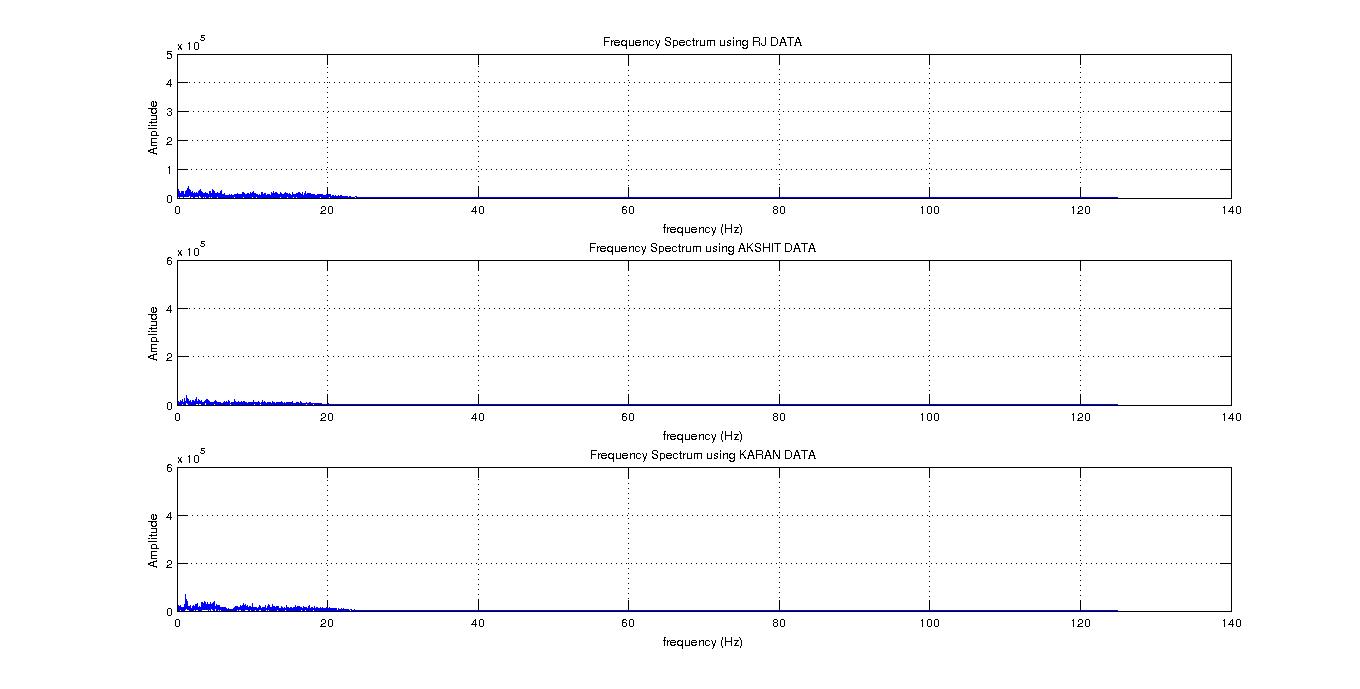 Frequency Spectrum using RJ DATA
x 10^5
5
4
3
2
1
0
Amplitude
0 20 40 60 80 100 120 140
frequency (Hz)
Frequency Spectrum using AKSHIT DATA
x 10^5
6
4
2
0
Amplitude
0 20 40 60 80 100 120 140
frequency (Hz)
Frequency Spectrum using KARAN DATA
x 10^5
6
4
2
0
Amplitude
0 20 40 60 80 100 120 140
frequency (Hz)